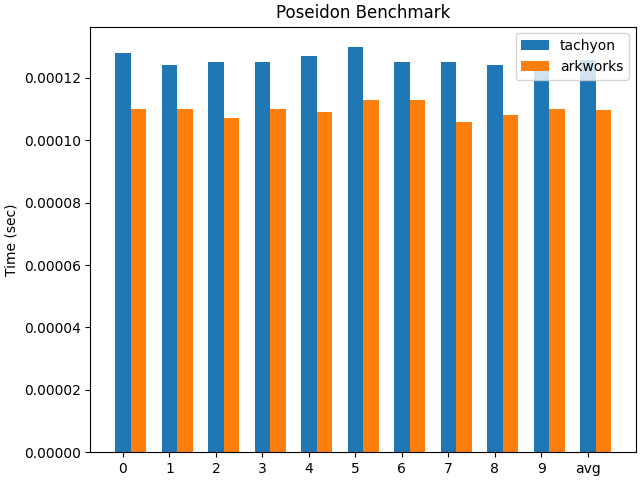 Poseidon Benchmark
tachyon
arkworks
0.00012
0.00010
0.00008
0.00006
0.00004
0.00002
0.00000
Time (sec)
0 1 2 3 4 5 6 7 8 9 avg